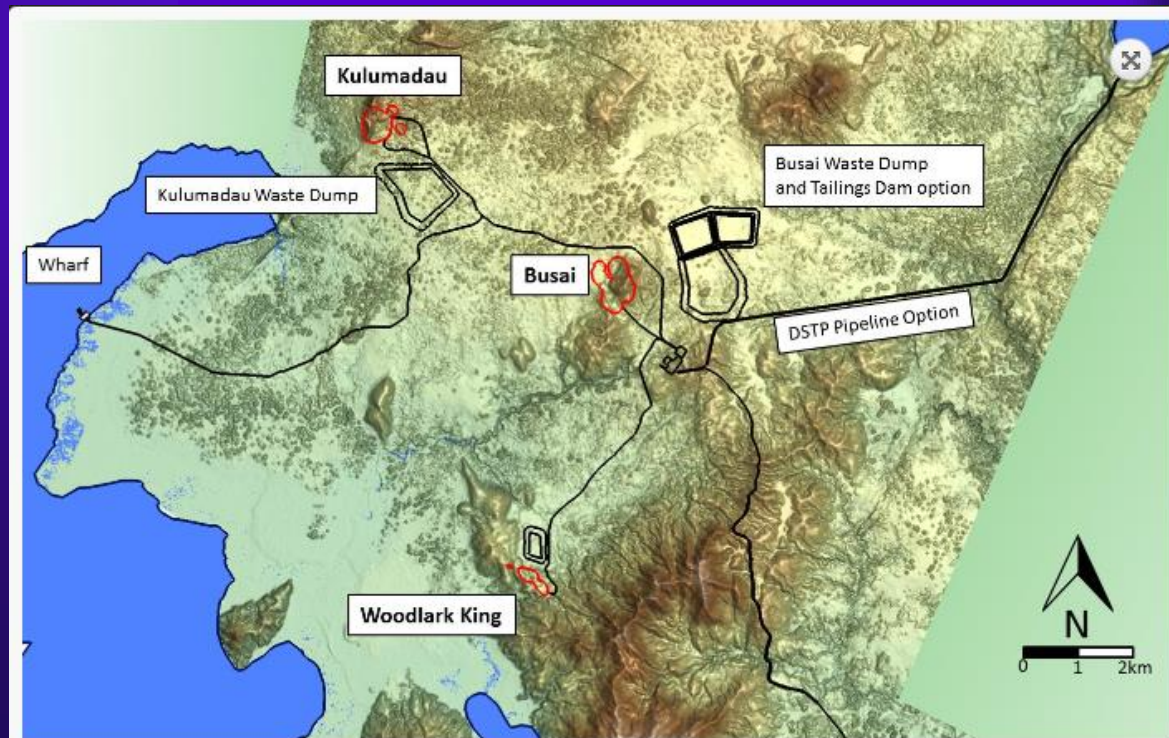 Kulumadau
Kulumadau Waste Dump
Busai Waste Dump
and Tailings Dam option
Wharf
Busai
DSTP Pipeline Option
Woodlark King
N
0 1 2km